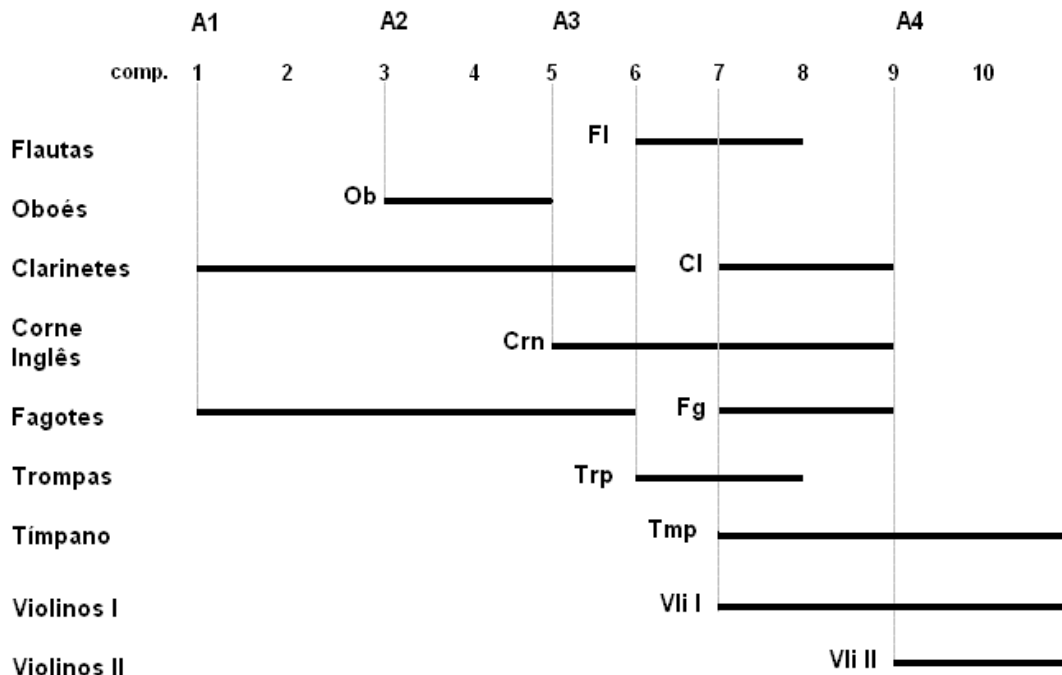 A1 A2 A3 A4
comp. 1 2 3 4 5 6 7 8 9 10
Flautas Fl
Oboés Ob
Clarinetes Cl
Corne
Inglês Crn
Fagotes Fg
Trompas Trp
Tímpano Tmp
Violinos I Vli I
Violinos II Vli II